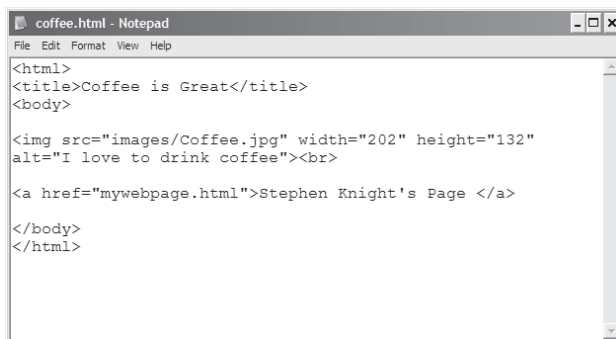 coffee.html - Notepad
File Edit Format View Help
<html>
<title>Coffee is Great</title>
<body>
<img src="images/Coffee.jpg" width="202" height="132"
alt="I love to drink coffee"><br>
<a href="mywebpage.html">Stephen Knight's Page </a>
</body>
</html>